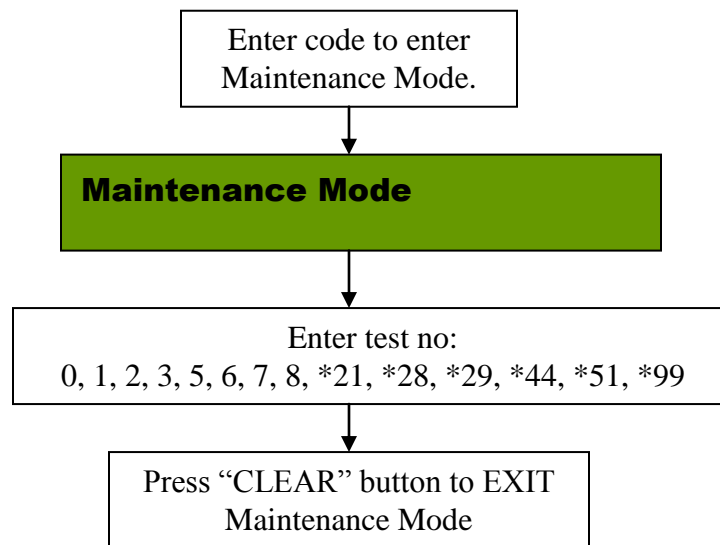 Enter code to enter
Maintenance Mode.
Maintenance Mode
Enter test no:
0, 1, 2, 3, 5, 6, 7, 8, *21, *28, *29, *44, *51, *99
Press “CLEAR” button to EXIT
Maintenance Mode